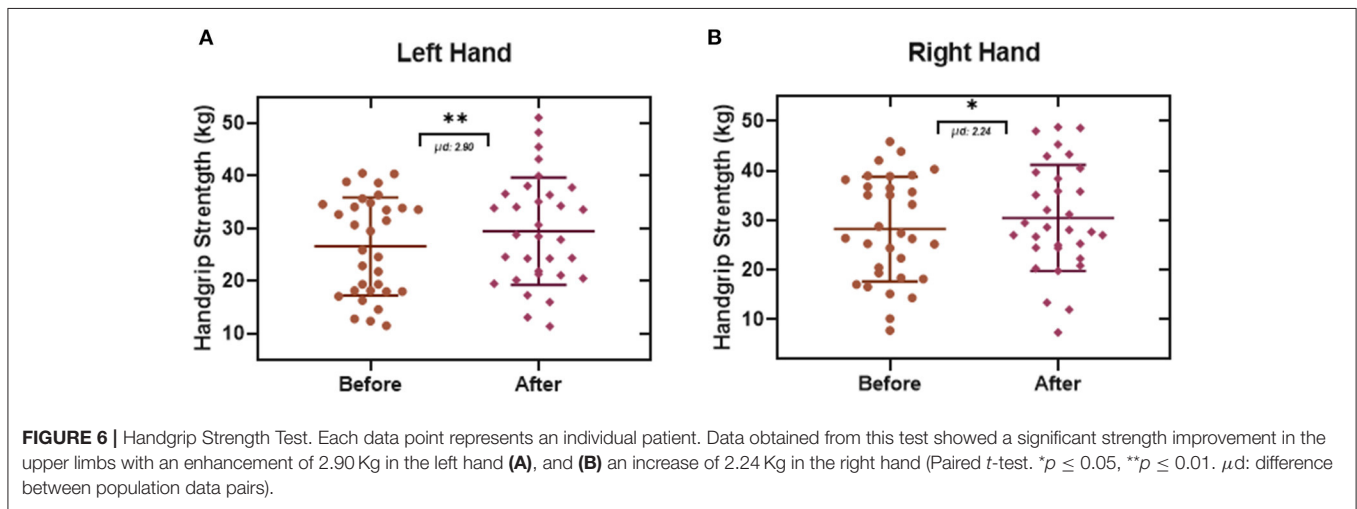 A
Left Hand
Handgrip Strentgth (kg)
50
40
30
20
10
**
µd: 2.90
Before
After
B
Right Hand
Handgrip Strentgth (kg)
50
40
30
20
10
*
µd: 2.24
Before
After
FIGURE 6 | Handgrip Strength Test. Each data point represents an individual patient. Data obtained from this test showed a significant strength improvement in the
upper limbs with an enhancement of 2.90 Kg in the left hand (A), and (B) an increase of 2.24 Kg in the right hand (Paired t-test. *p ≤ 0.05, **p ≤ 0.01. µd: difference
between population data pairs).